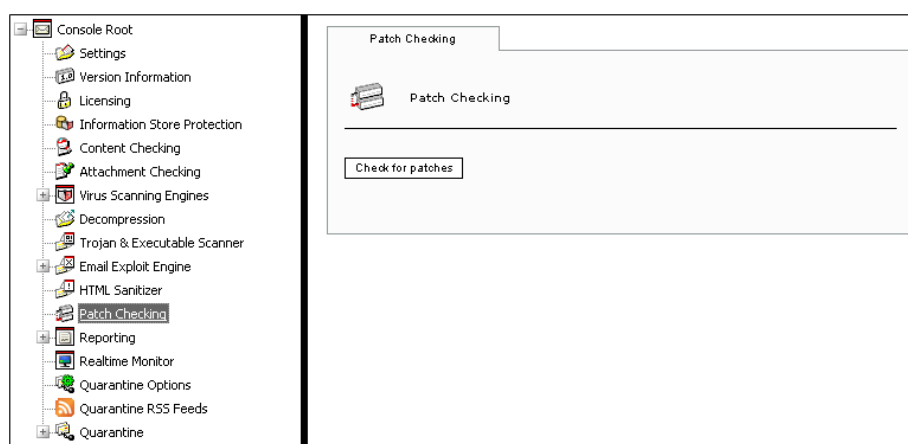 Console Root
Settings
Version Information
Licensing
Information Store Protection
Content Checking
Attachment Checking
Virus Scanning Engines
Decompression
Trojan & Executable Scanner
Email Exploit Engine
HTML Sanitizer
Patch Checking
Reporting
Realtime Monitor
Quarantine Options
Quarantine RSS Feeds
Quarantine
Patch Checking
Patch Checking
Check for patches